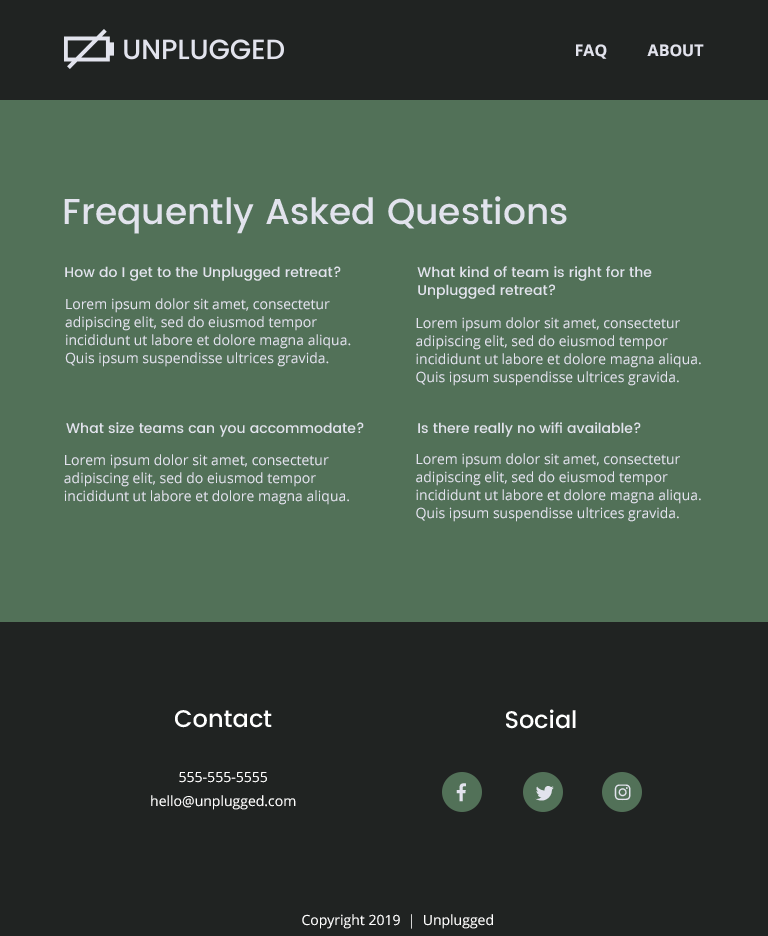 UNPLUGGED
FAQ
ABOUT
Frequently Asked Questions
How do I get to the Unplugged retreat?
Lorem ipsum dolor sit amet, consectetur
adipiscing elit, sed do eiusmod tempor
incididunt ut labore et dolore magna aliqua.
Quis ipsum suspendisse ultrices gravida.
What kind of team is right for the
Unplugged retreat?
Lorem ipsum dolor sit amet, consectetur
adipiscing elit, sed do eiusmod tempor
incididunt ut labore et dolore magna aliqua.
Quis ipsum suspendisse ultrices gravida.
What size teams can you accommodate?
Lorem ipsum dolor sit amet, consectetur
adipiscing elit, sed do eiusmod tempor
incididunt ut labore et dolore magna aliqua.
Is there really no wifi available?
Lorem ipsum dolor sit amet, consectetur
adipiscing elit, sed do eiusmod tempor
incididunt ut labore et dolore magna aliqua.
Quis ipsum suspendisse ultrices gravida.
Contact
555-555-5555
hello@unplugged.com
Social
Copyright 2019 | Unplugged